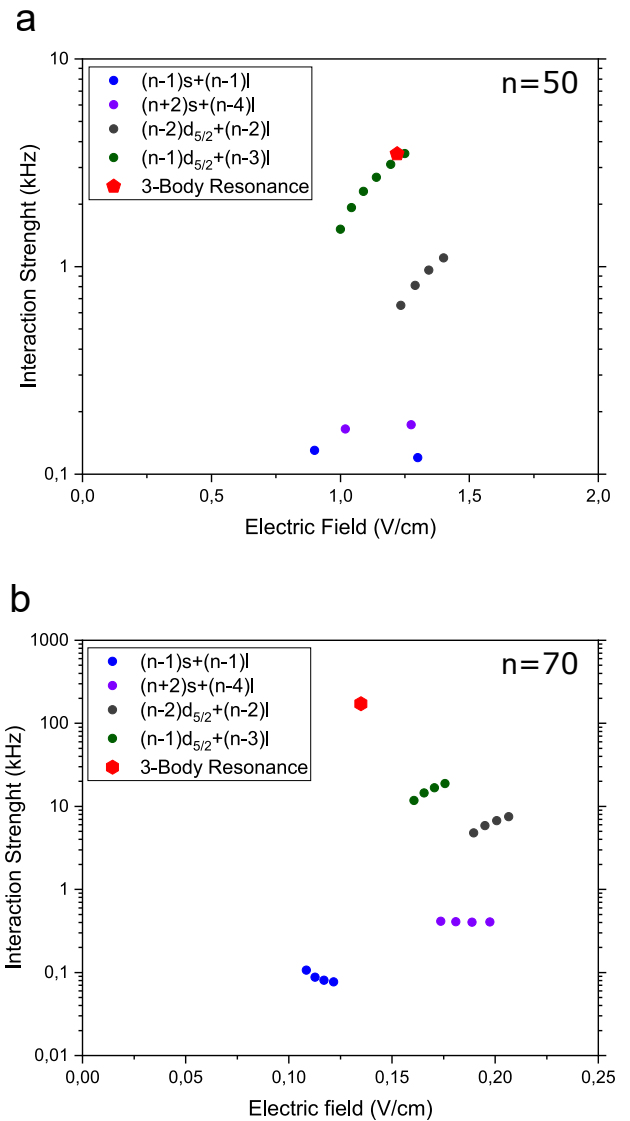 a
n=50
(n-1)s+(n-1)l
(n+2)s+(n-4)l
(n-2)d5/2+(n-2)l
(n-1)d5/2+(n-3)l
3-Body Resonance
Interaction Strenght (kHz)
10
1
0,1
0,0 0,5 1,0 1,5 2,0
Electric Field (V/cm)
b
n=70
(n-1)s+(n-1)l
(n+2)s+(n-4)l
(n-2)d5/2+(n-2)l
(n-1)d5/2+(n-3)l
3-Body Resonance
Interaction Strenght (kHz)
1000
100
10
1
0,1
0,01
0,00 0,05 0,10 0,15 0,20 0,25
Electric field (V/cm)